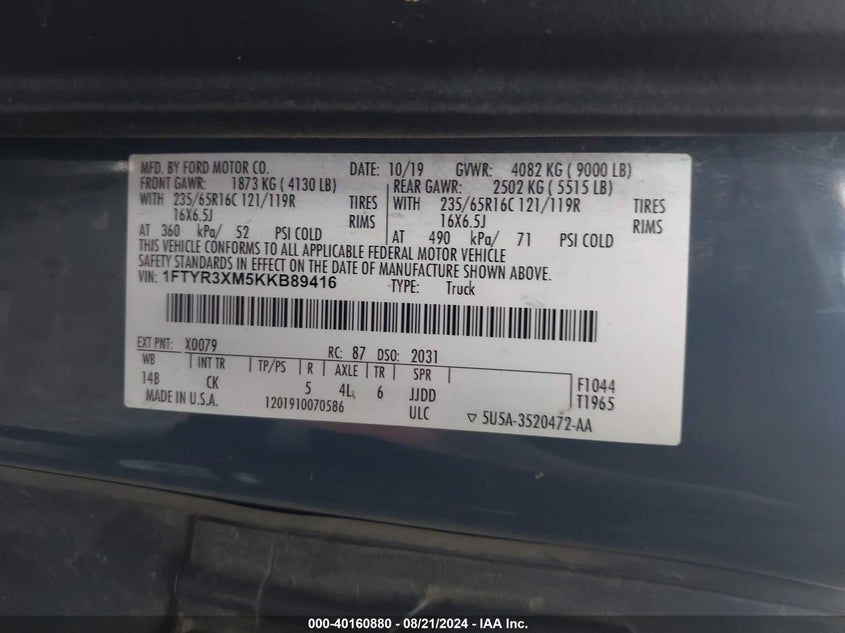 MFD. BY FORD MOTOR CO. DATE: 10/19 GVWR: 4082 KG ( 9000 LB)
FRONT GAWR: 1873 KG ( 4130 LB) REAR GAWR: 2502 KG ( 5515 LB)
WITH 235/65R16C 121/119R TIRES WITH 235/65R16C 121/119R TIRES
16X6.5J RIMS 16X6.5J RIMS
AT 360 kPa/ 52 PSI COLD AT 490 kPa/ 71 PSI COLD
THIS VEHICLE CONFORMS TO ALL APPLICABLE FEDERAL MOTOR VEHICLE
SAFETY STANDARDS IN EFFECT ON THE DATE OF MANUFACTURE SHOWN ABOVE.
VIN: 1FTYR3XM5KKB89416 TYPE: Truck
EXT PNT: X0079 RC: 87 DSO: 2031
WB INT TR TP/PS R AXLE TR SPR
148 CK 5 4L 6 JJDD F1044
MADE IN U.S.A. 1201910070586 ULC T1965
▽ 5U5A-3520472-AA
000-40160880 - 08/21/2024 - IAA Inc.